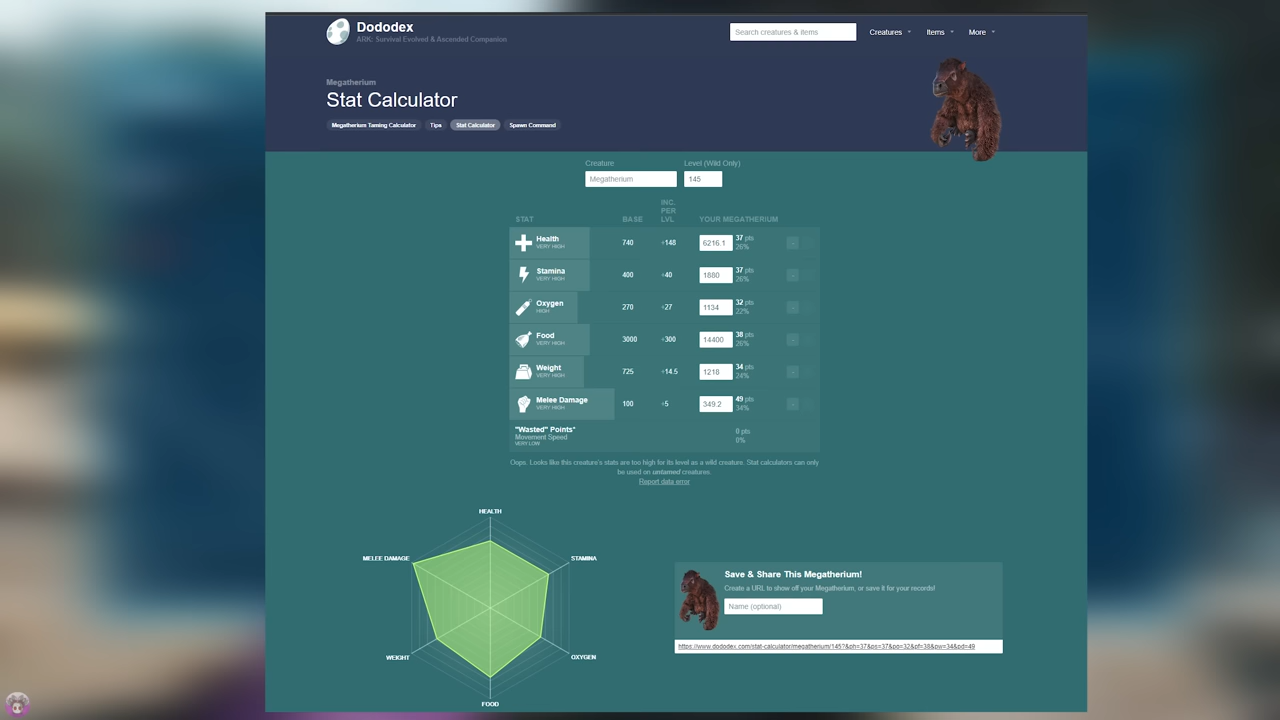 Dododex
ARK: Survival Evolved & Ascended Companion
Search creatures & items
Creatures
Items
More
Megatherium
Stat Calculator
Megatherium Taming Calculator
Tips
Stat Calculator
Spawn Command
Creature
Level (Wild Only)
Megatherium
145
STAT
BASE
INC. PER LVL
YOUR MEGATHERIUM
Health
VERY HIGH
740
+148
6216.1
37 pts
26%
-
Stamina
VERY HIGH
400
+40
1880
37 pts
26%
-
Oxygen
HIGH
270
+27
1134
32 pts
22%
-
Food
VERY HIGH
3000
+300
14400
38 pts
26%
-
Weight
VERY HIGH
725
+14.5
1218
34 pts
24%
-
Melee Damage
VERY HIGH
100
+5
349.2
49 pts
34%
-
"Wasted" Points*
Movement Speed
VERY LOW
0 pts
0%
Oops. Looks like this creature's stats are too high for its level as a wild creature. Stat calculators can only
be used on untamed creatures.
Report data error
HEALTH
MELEE DAMAGE
STAMINA
WEIGHT
OXYGEN
FOOD
Save & Share This Megatherium!
Create a URL to show off your Megatherium, or save it for your records!
Name (optional)
https://www.dododex.com/stat-calculator/megatherium/145?&ph=37&ps=37&po=32&pf=38&pw=34&pd=49